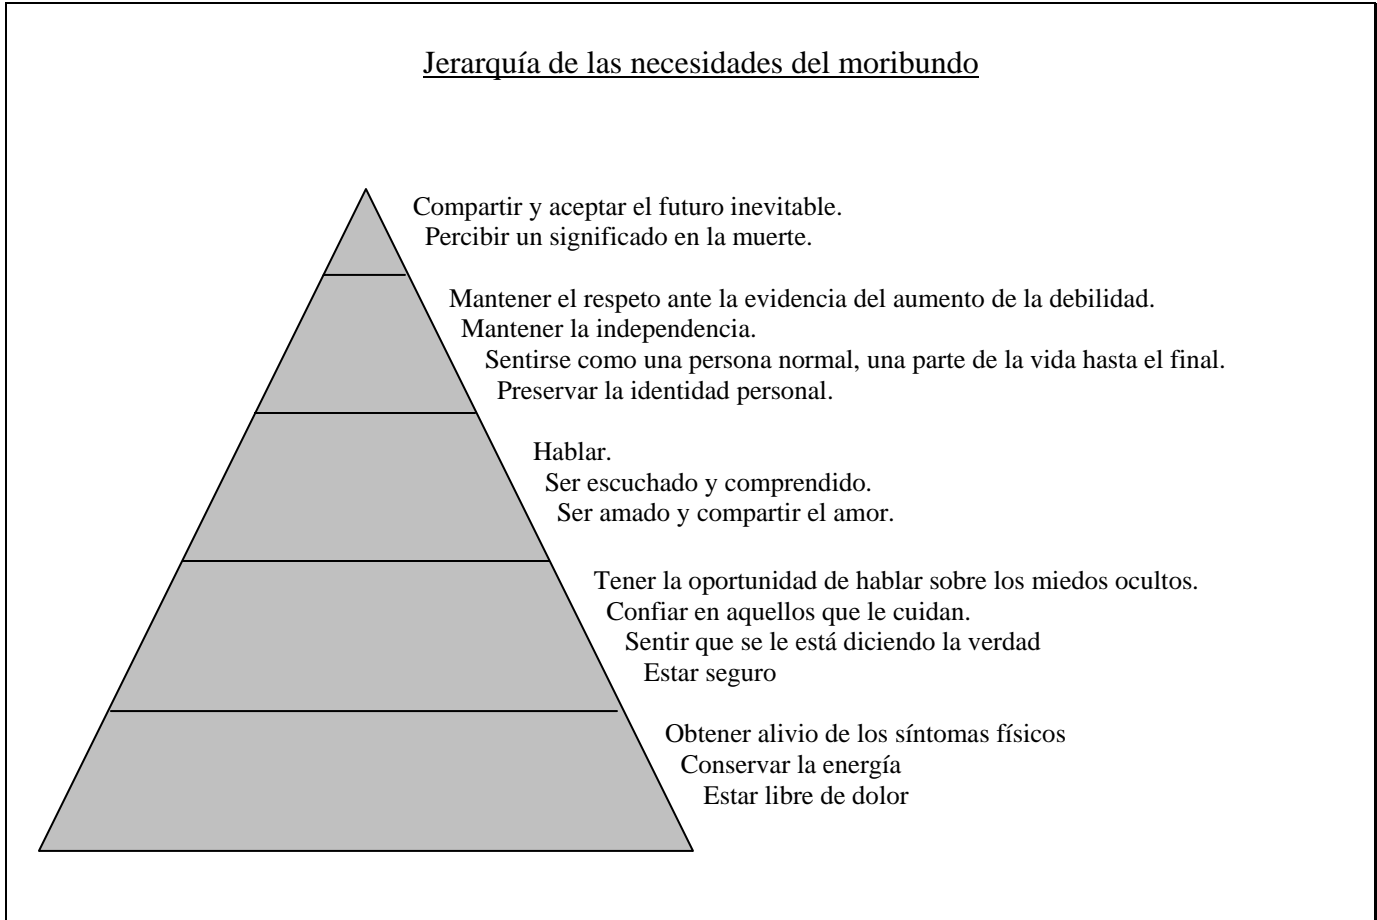 Jerarquía de las necesidades del moribundo
Compartir y aceptar el futuro inevitable.
Percibir un significado en la muerte.
Mantener el respeto ante la evidencia del aumento de la debilidad.
Mantener la independencia.
Sentirse como una persona normal, una parte de la vida hasta el final.
Preservar la identidad personal.
Hablar.
Ser escuchado y comprendido.
Ser amado y compartir el amor.
Tener la oportunidad de hablar sobre los miedos ocultos.
Confiar en aquellos que le cuidan.
Sentir que se le está diciendo la verdad
Estar seguro
Obtener alivio de los síntomas físicos
Conservar la energía
Estar libre de dolor